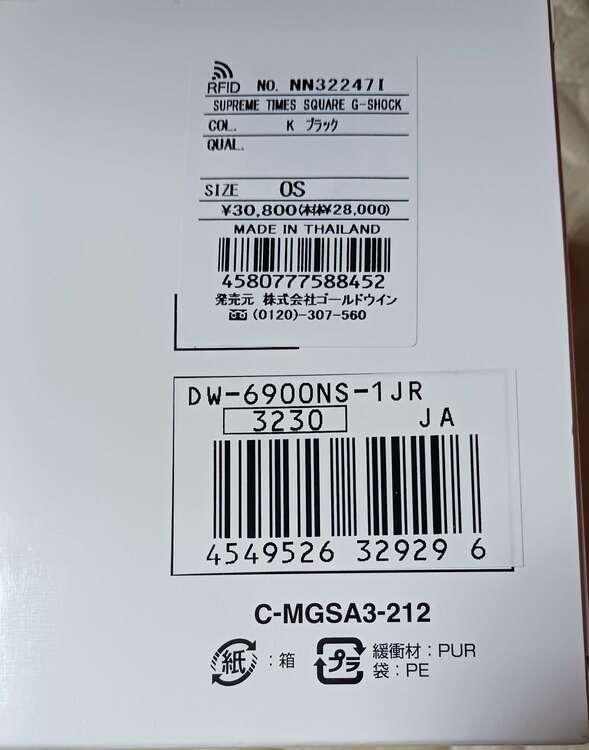 RFID NO. NN32247I
SUPREME TIMES SQUARE G-SHOCK
COL. K ブラック
QUAL.
SIZE OS
¥30,800(本体¥28,000)
MADE IN THAILAND
4580777588452
発売元 株式会社ゴールドウイン
(0120)-307-560
DW-6900NS-1JR
3230 JA
4549526 32929 6
C-MGSA3-212
紙 : 箱
プラ 緩衝材 : PUR
袋 : PE